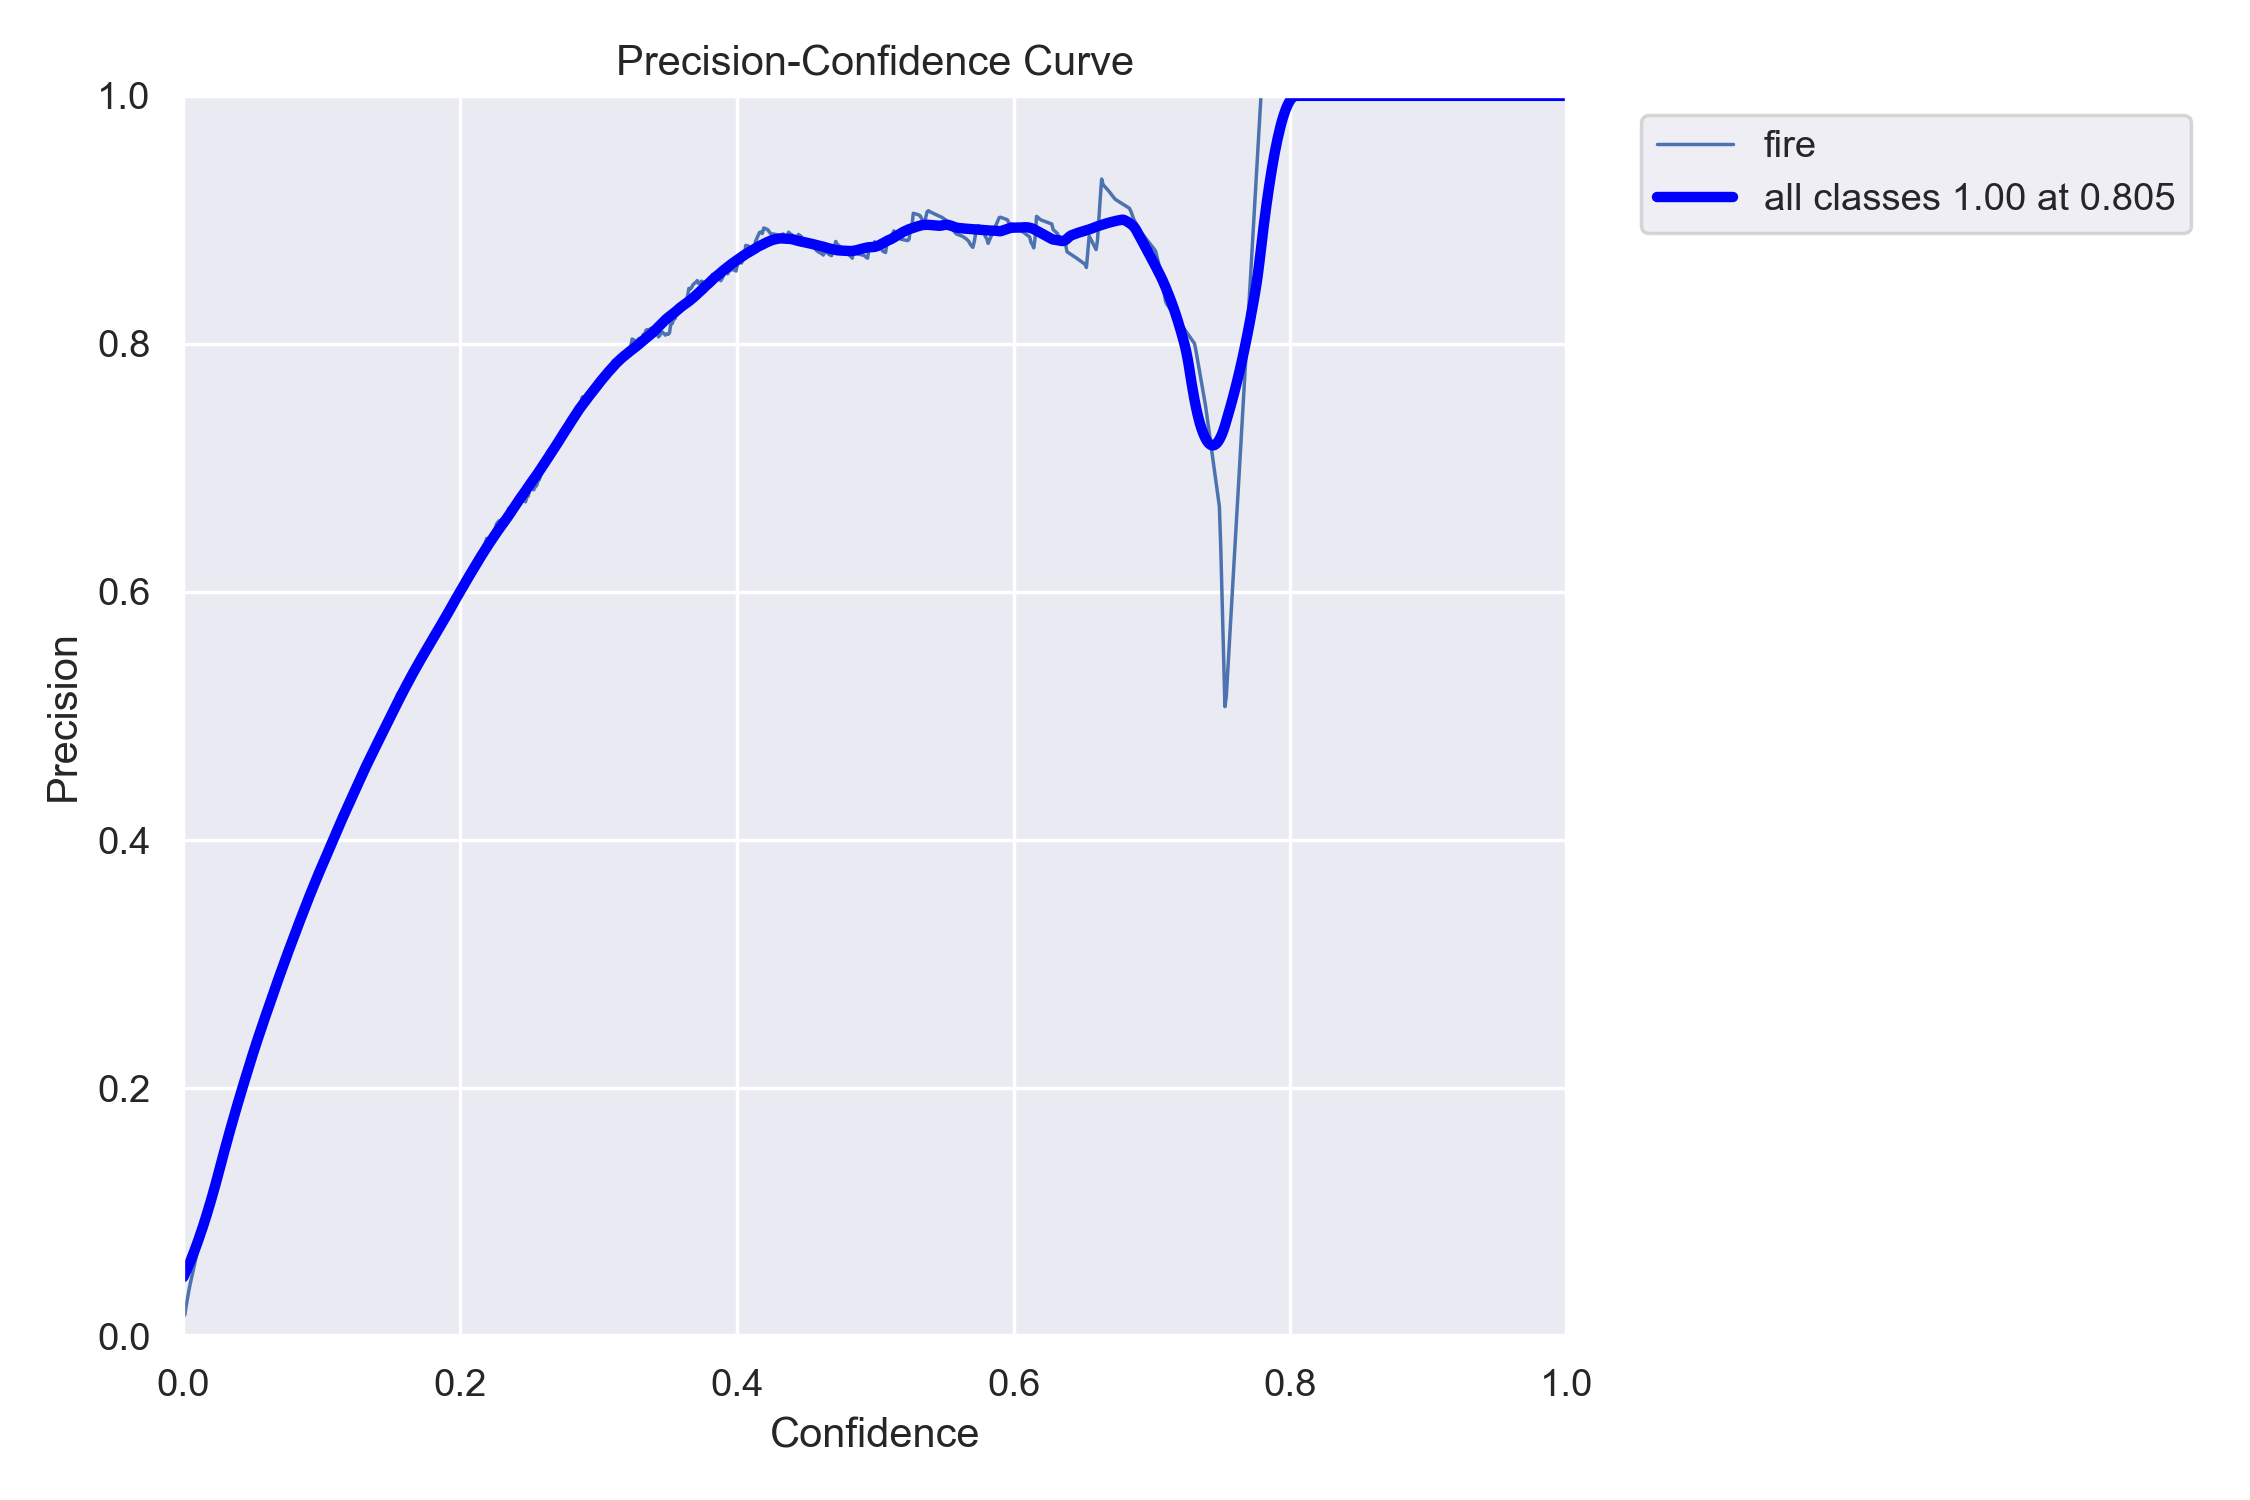 Precision-Confidence Curve
1.0
0.8
0.6
0.4
0.2
0.0
Precision
0.0 0.2 0.4 0.6 0.8 1.0
Confidence
fire
all classes 1.00 at 0.805